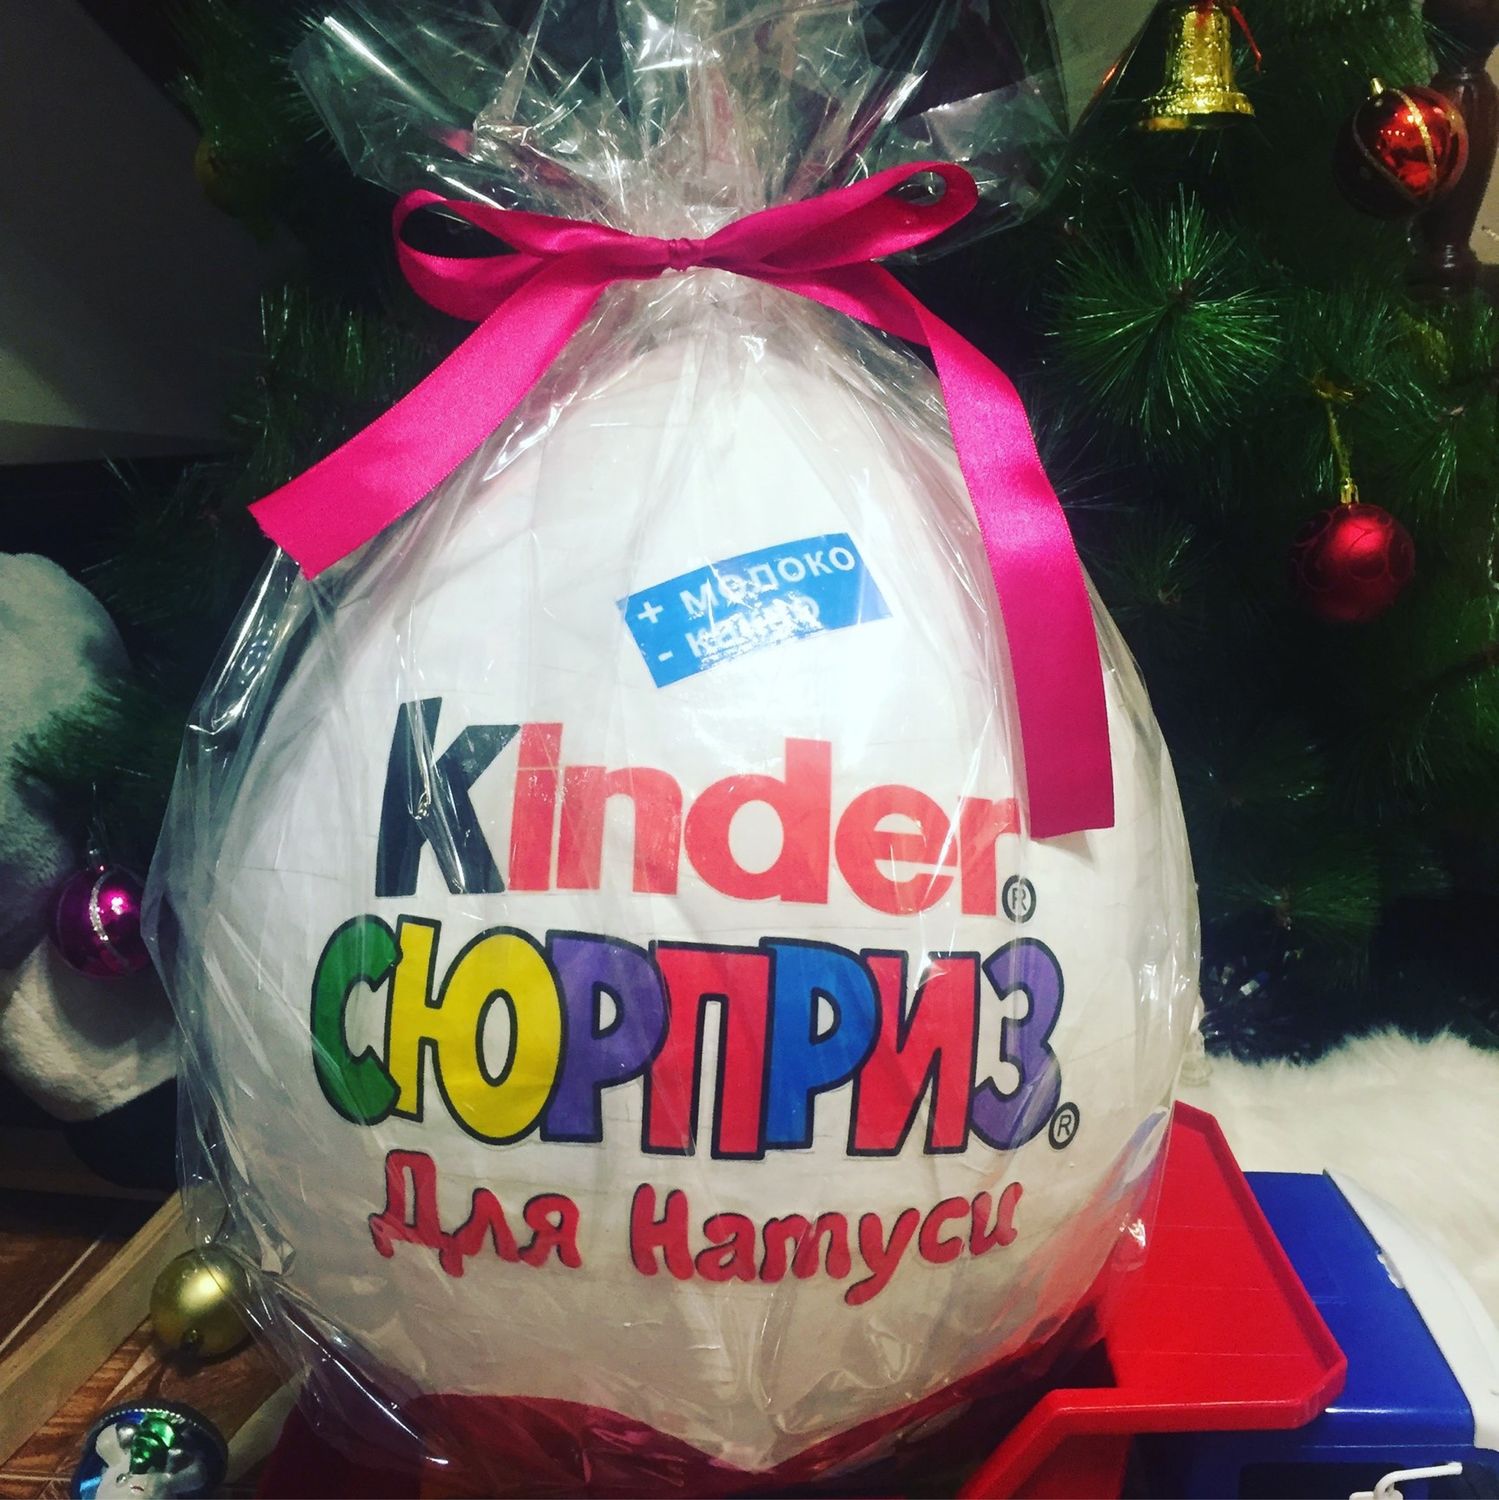 + молоко
- какао
Kinder®
СЮРПРИЗ®
Для Натуси